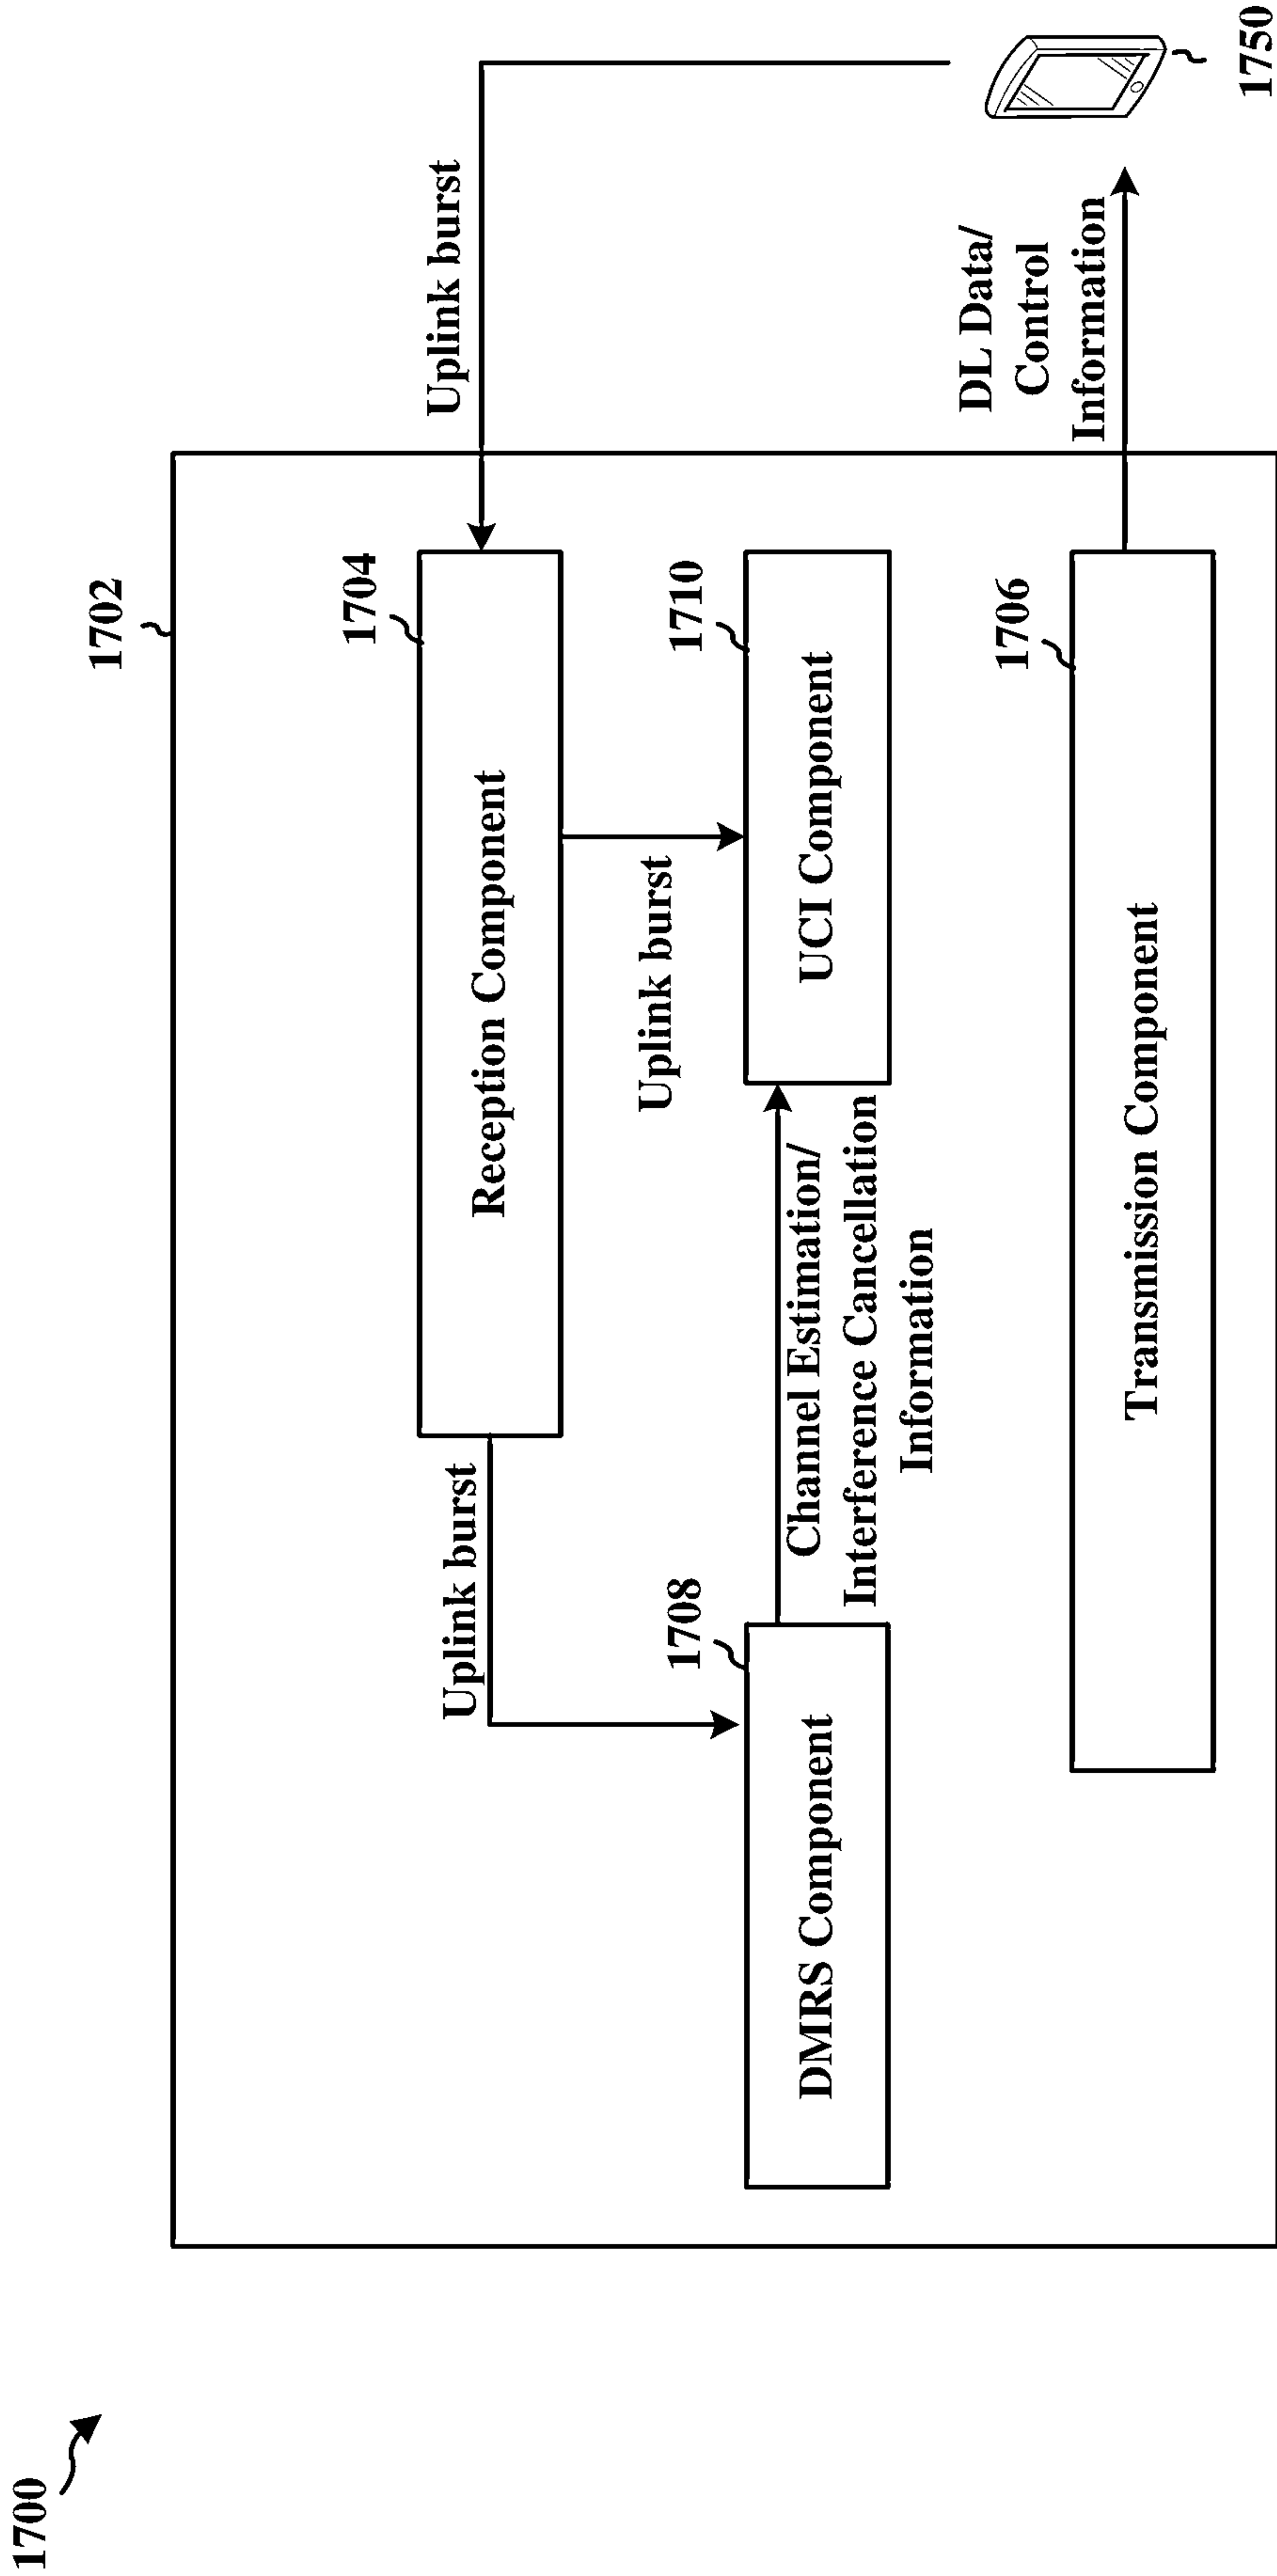 1700
1702
1704
Reception Component
Uplink burst
Uplink burst
Uplink burst
1708
DMRS Component
Channel Estimation/
Interference Cancellation
Information
1710
UCI Component
1706
Transmission Component
DL Data/
Control
Information
1750